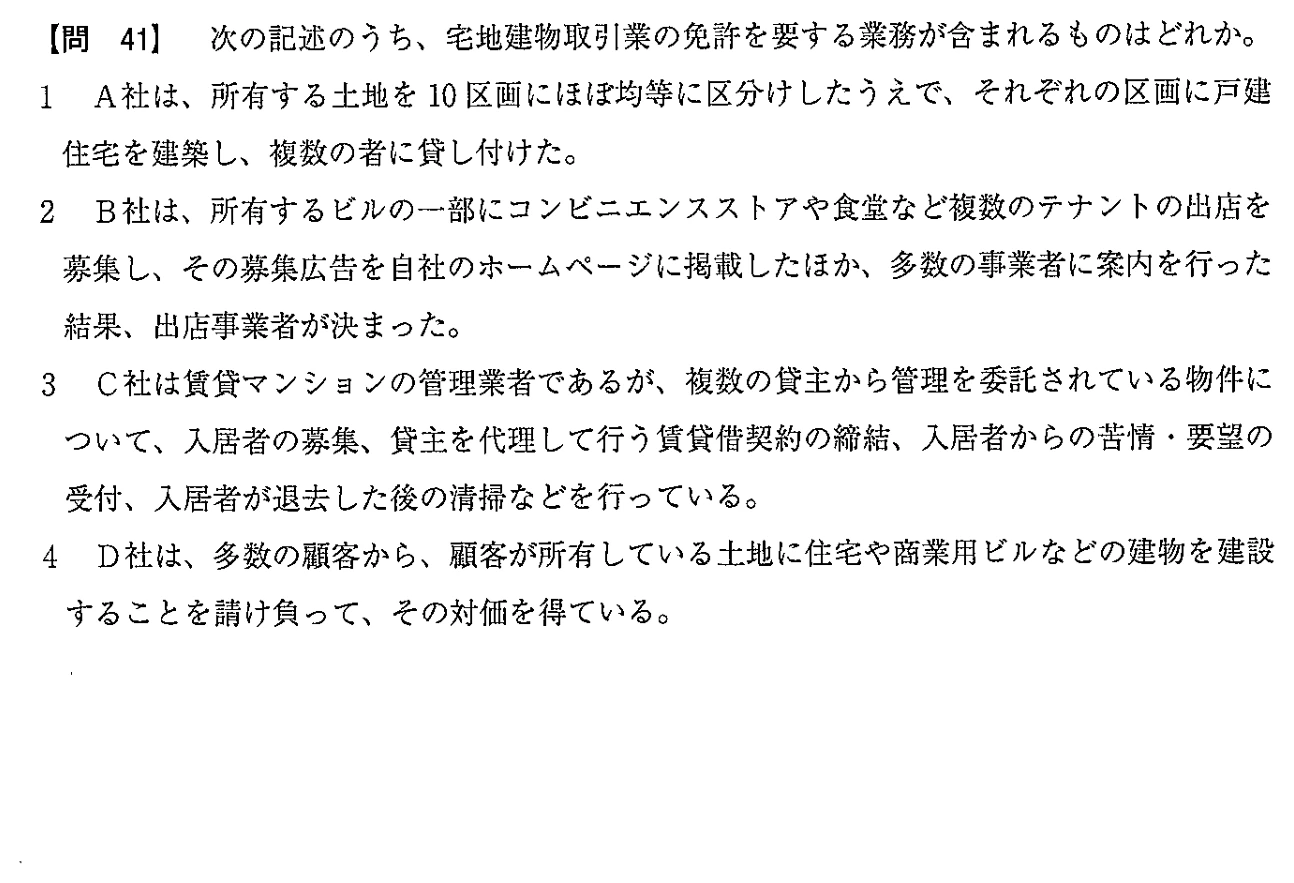 【問 41】 次の記述のうち、宅地建物取引業の免許を要する業務が含まれるものはどれか。
1 A社は、所有する土地を10区画にほぼ均等に区分けしたうえで、それぞれの区画に戸建
住宅を建築し、複数の者に貸し付けた。
2 B社は、所有するビルの一部にコンビニエンスストアや食堂など複数のテナントの出店を
募集し、その募集広告を自社のホームページに掲載したほか、多数の事業者に案内を行った
結果、出店事業者が決まった。
3 C社は賃貸マンションの管理業者であるが、複数の貸主から管理を委託されている物件に
ついて、入居者の募集、貸主を代理して行う賃貸借契約の締結、入居者からの苦情・要望の
受付、入居者が退去した後の清掃などを行っている。
4 D社は、多数の顧客から、顧客が所有している土地に住宅や商業用ビルなどの建物を建設
することを請け負って、その対価を得ている。